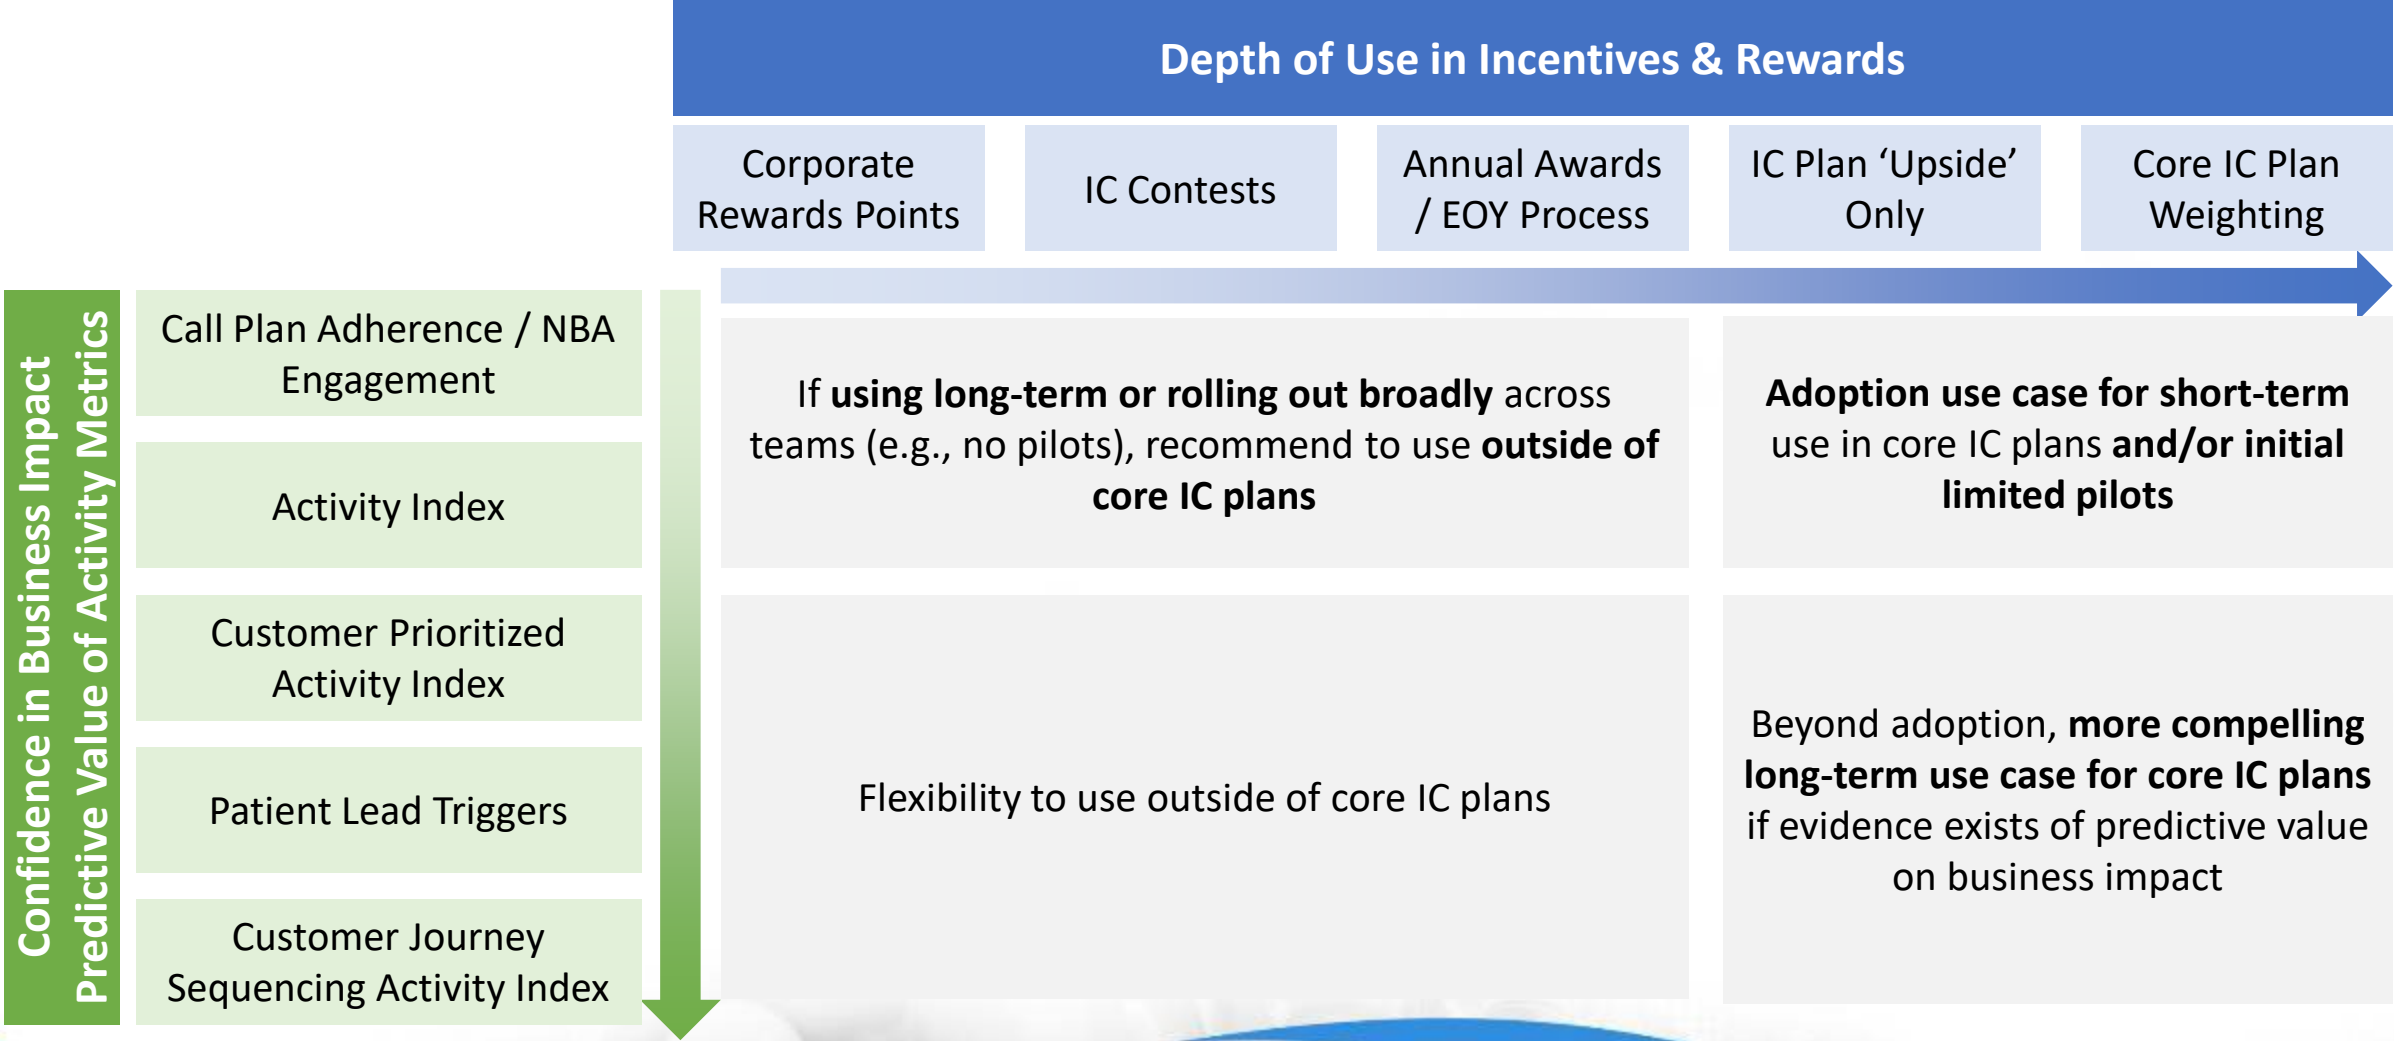 Depth of Use in Incentives & Rewards
Corporate
Rewards Points
IC Contests
Annual Awards
/ EOY Process
IC Plan ‘Upside’
Only
Core IC Plan
Weighting
Confidence in Business Impact
Predictive Value of Activity Metrics
Call Plan Adherence / NBA
Engagement
Activity Index
Customer Prioritized
Activity Index
Patient Lead Triggers
Customer Journey
Sequencing Activity Index
If using long-term or rolling out broadly across
teams (e.g., no pilots), recommend to use outside of
core IC plans
Adoption use case for short-term
use in core IC plans and/or initial
limited pilots
Flexibility to use outside of core IC plans
Beyond adoption, more compelling
long-term use case for core IC plans
if evidence exists of predictive value
on business impact